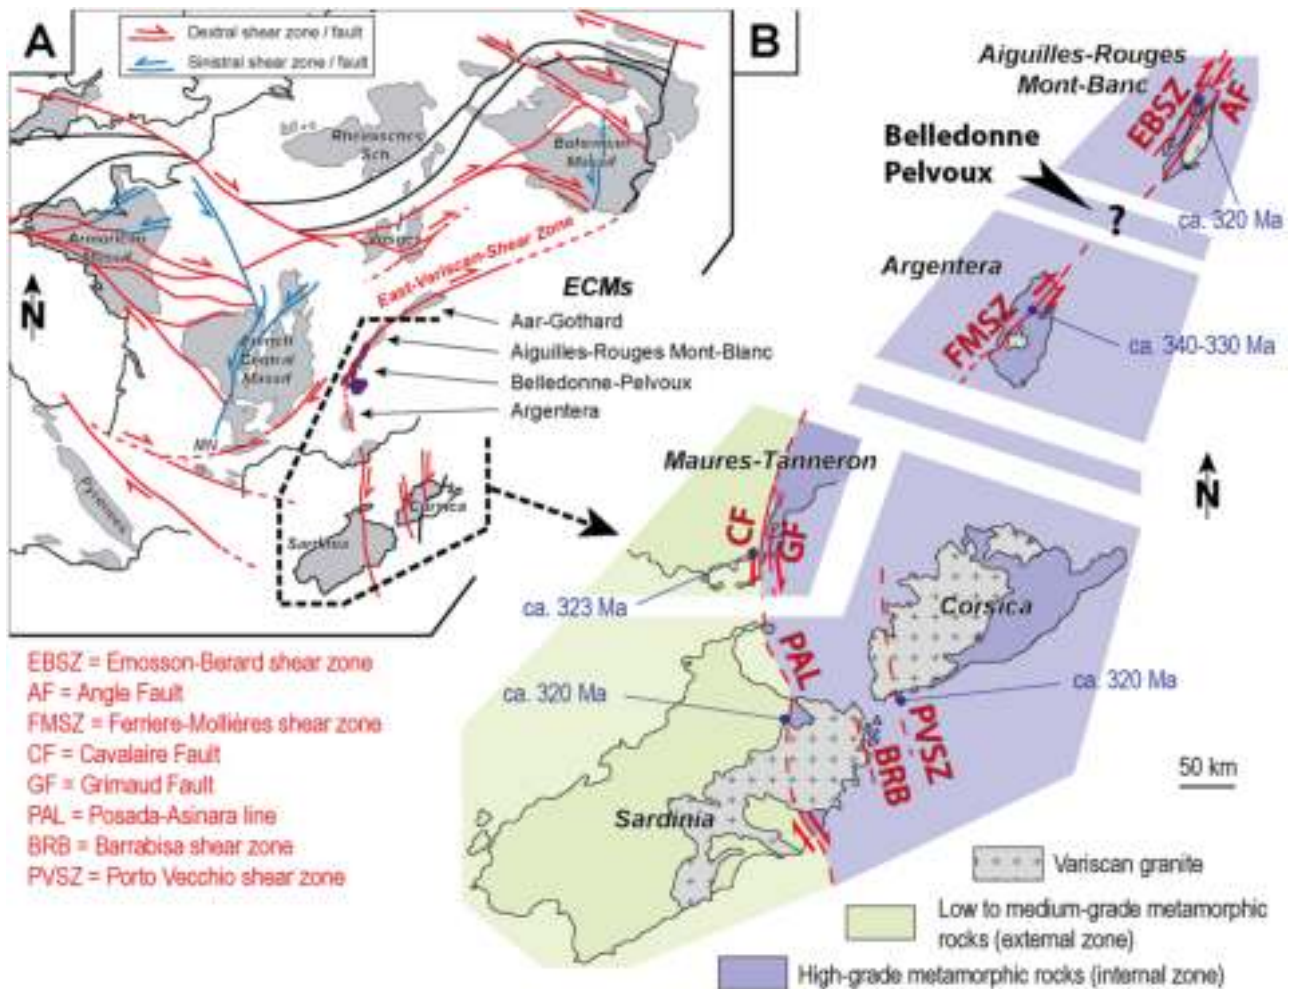 A
Dextral shear zone / fault
Sinistral shear zone / fault
Rheinisches
Sch.
Bohemian
Massif
Armorican
Massif
Vosges
East-Variscan-Shear Zone
N
French
Central
Massif
MN
ECMs
Aar-Gothard
Aiguilles-Rouges Mont-Blanc
Belledonne-Pelvoux
Argentera
Pyrenees
Corsica
Sardinia
EBSZ = Emosson-Berard shear zone
AF = Angle Fault
FMSZ = Ferriere-Mollières shear zone
CF = Cavalaire Fault
GF = Grimaud Fault
PAL = Posada-Asinara line
BRB = Barrabisa shear zone
PVSZ = Porto Vecchio shear zone
B
Aiguilles-Rouges
Mont-Banc
EBSZ
AF
Belledonne
Pelvoux
?
ca. 320 Ma
Argentera
FMSZ
ca. 340-330 Ma
Maures-Tanneron
CF
GF
N
ca. 323 Ma
Corsica
PAL
ca. 320 Ma
ca. 320 Ma
PVSZ
BRB
50 km
Sardinia
Variscan granite
Low to medium-grade metamorphic
rocks (external zone)
High-grade metamorphic rocks (internal zone)